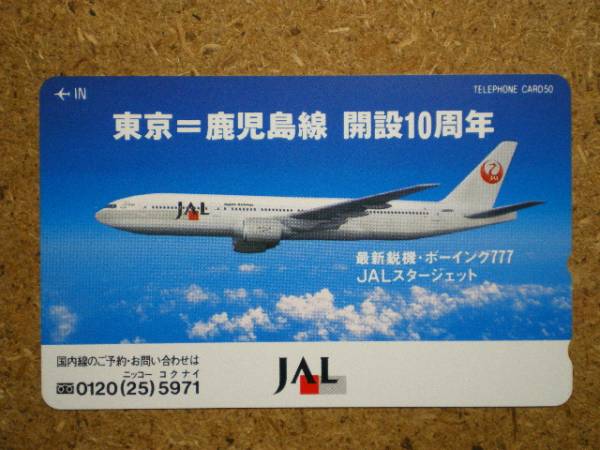 IN
TELEPHONE CARD50
東京=鹿児島線 開設10周年
JAL
Japan Airlines
JAL
最新鋭機・ボーイング777
JALスタージェット
国内線のご予約・お問い合わせは
ニッコー コクナイ
0120(25)5971
JAL